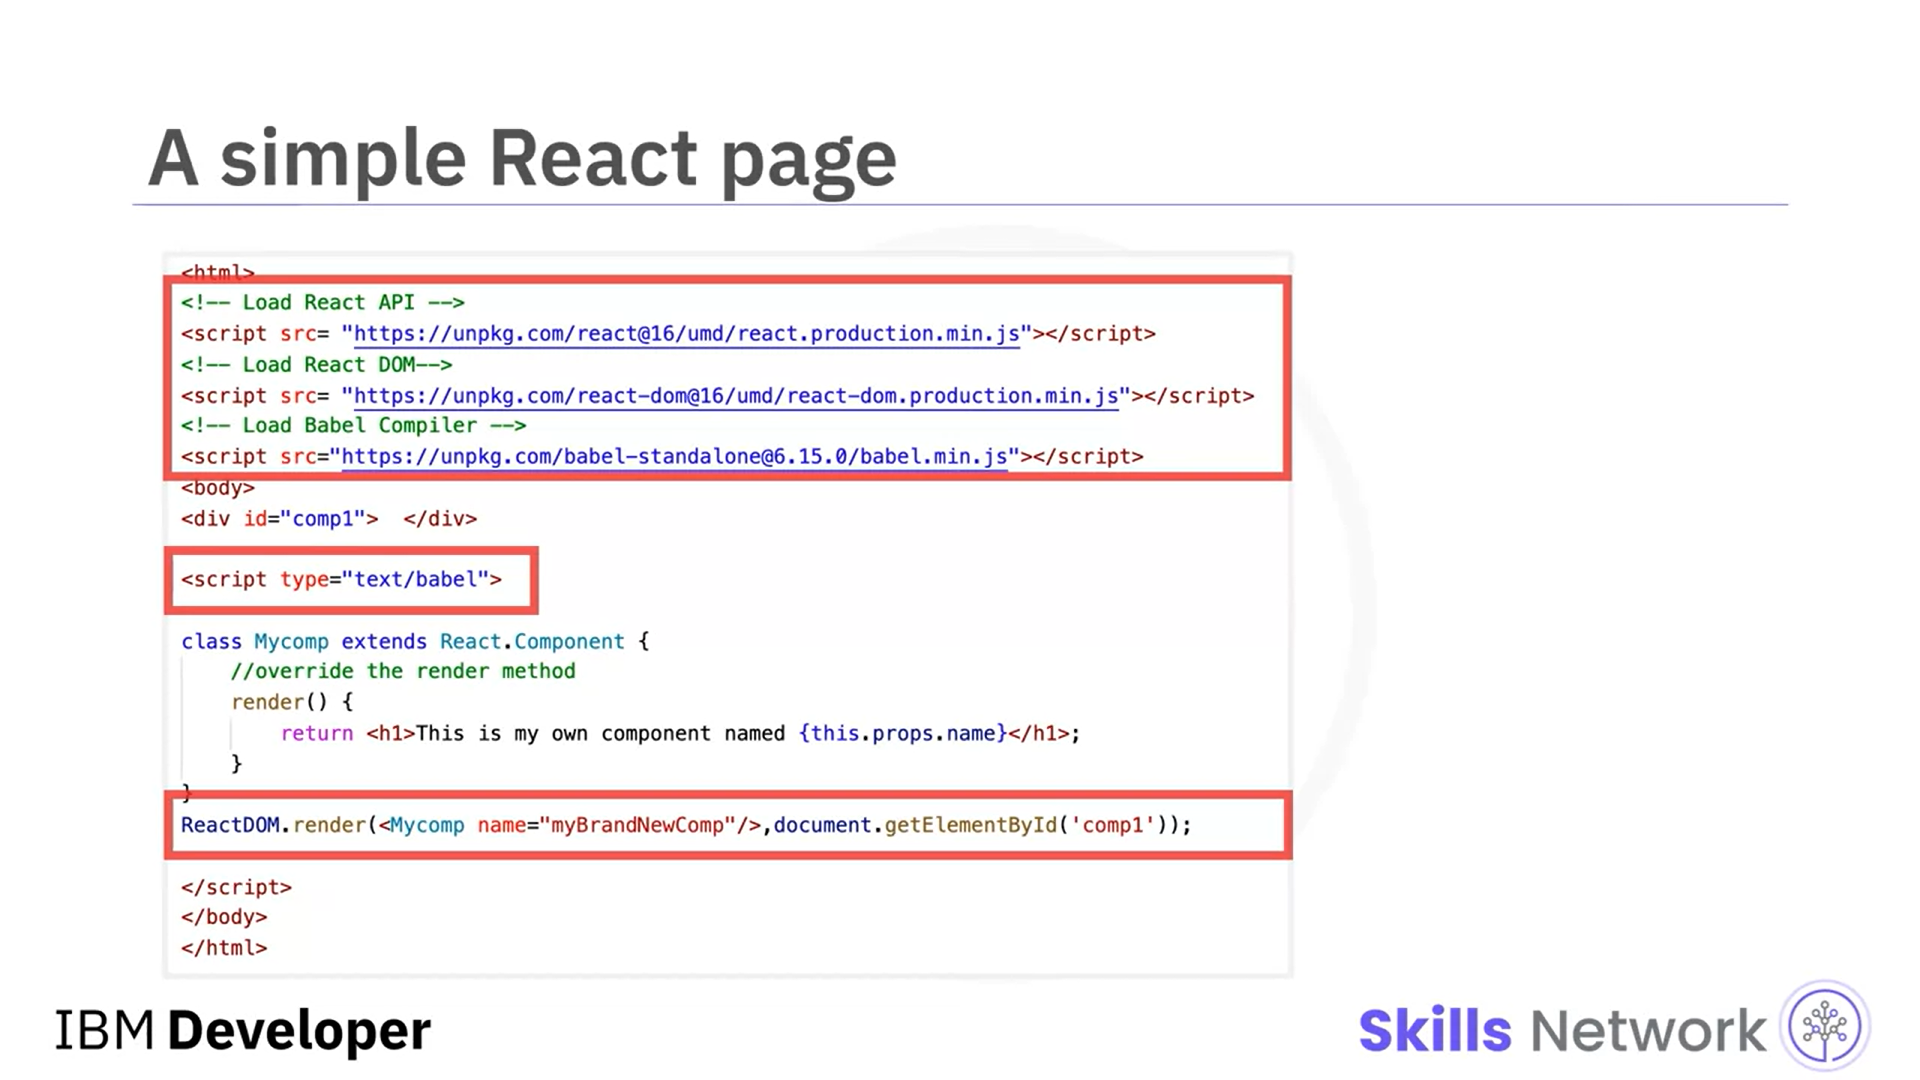 A simple React page
<html>
<!-- Load React API -->
<script src= "https://unpkg.com/react@16/umd/react.production.min.js"></script>
<!-- Load React DOM-->
<script src= "https://unpkg.com/react-dom@16/umd/react-dom.production.min.js"></script>
<!-- Load Babel Compiler -->
<script src="https://unpkg.com/babel-standalone@6.15.0/babel.min.js"></script>
<body>
<div id="comp1">  </div>
<script type="text/babel">
class Mycomp extends React.Component {
    //override the render method
    render() {
        return <h1>This is my own component named {this.props.name}</h1>;
    }
}
ReactDOM.render(<Mycomp name="myBrandNewComp"/>,document.getElementById('comp1'));
</script>
</body>
</html>
IBM Developer
Skills Network